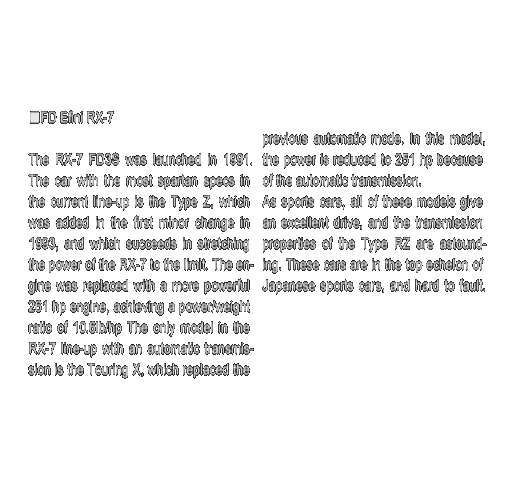 ■FD Efini RX-7
The RX-7 FD3S was launched in 1991.
The car with the most spartan specs in
the current line-up is the Type Z, which
was added in the first minor change in
1993, and which succeeds in stretching
the power of the RX-7 to the limit. The en-
gine was replaced with a more powerful
251 hp engine, achieving a power/weight
ratio of 10.8lb/hp The only model in the
RX-7 line-up with an automatic transmis-
sion is the Touring X, which replaced the
previous automatic mode. In this model,
the power is reduced to 251 hp because
of the automatic transmission.
As sports cars, all of these models give
an excellent drive, and the transmission
properties of the Type RZ are astound-
ing. These cars are in the top echelon of
Japanese sports cars, and hard to fault.